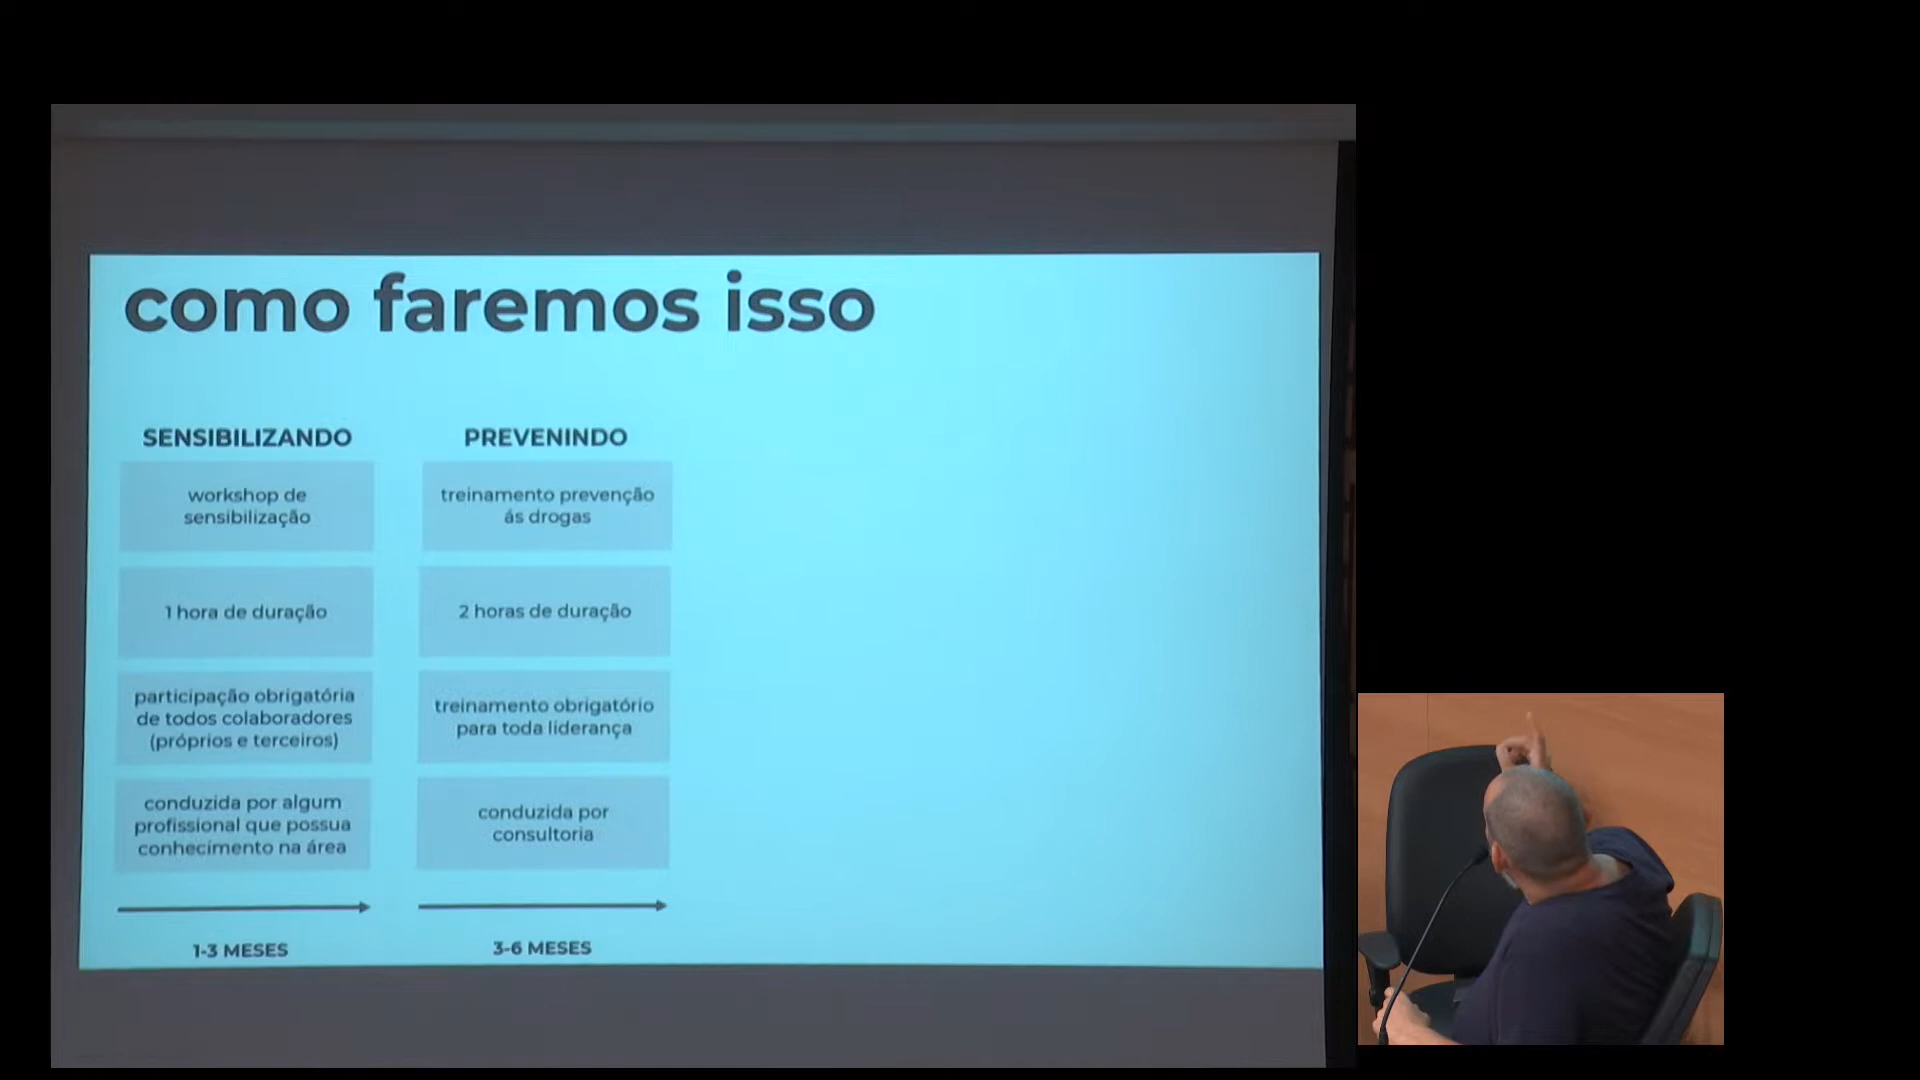 como faremos isso
SENSIBILIZANDO
workshop de
sensibilização
1 hora de duração
participação obrigatória
de todos colaboradores
(próprios e terceiros)
conduzida por algum
profissional que possua
conhecimento na área
1-3 MESES
PREVENINDO
treinamento prevenção
ás drogas
2 horas de duração
treinamento obrigatório
para toda liderança
conduzida por
consultoria
3-6 MESES